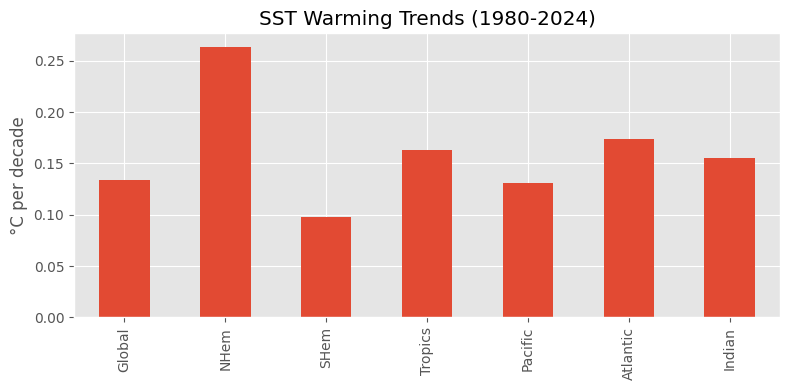 SST Warming Trends (1980-2024)
°C per decade
0.25
0.20
0.15
0.10
0.05
0.00
Global
NHem
SHem
Tropics
Pacific
Atlantic
Indian